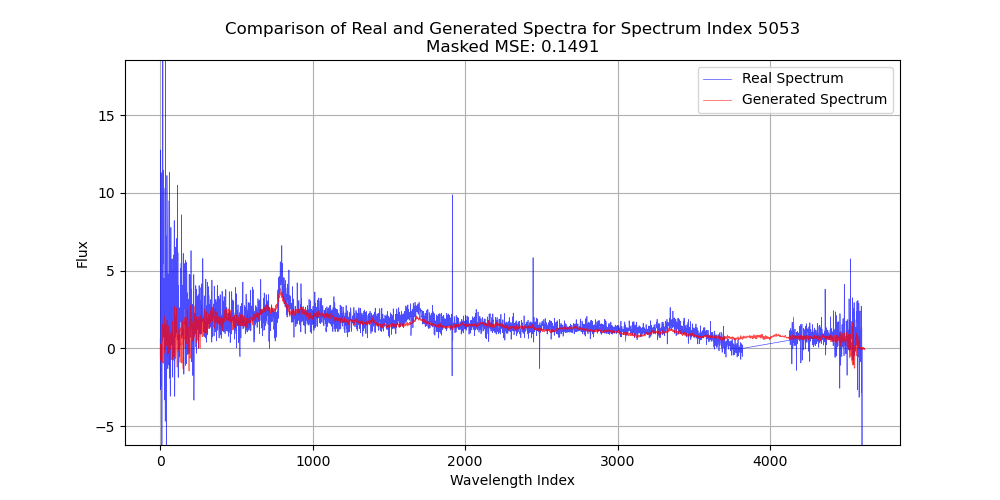 Comparison of Real and Generated Spectra for Spectrum Index 5053
Masked MSE: 0.1491
Real Spectrum
Generated Spectrum
15
10
5
0
−5
Flux
0 1000 2000 3000 4000
Wavelength Index